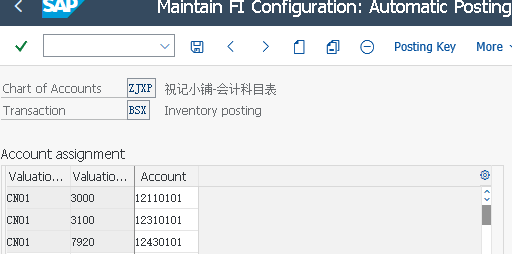 SAP Maintain FI Configuration: Automatic Posting
Posting Key More
Chart of Accounts ZJXP 祝记小铺-会计科目表
Transaction BSX Inventory posting
Account assignment
Valuatio... Valuatio... Account
CN01 3000 12110101
CN01 3100 12310101
CN01 7920 12430101